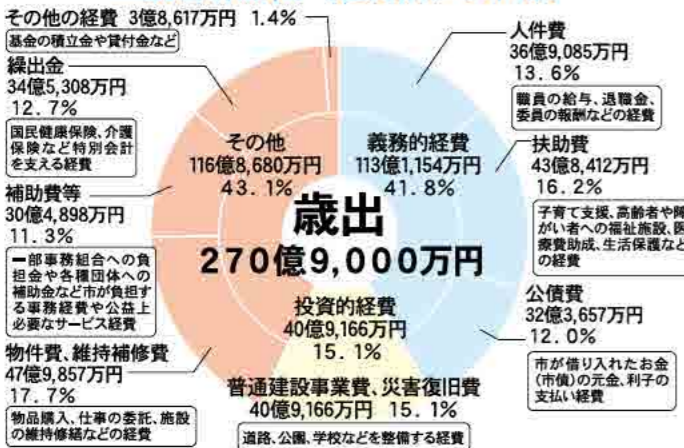 その他の経費 3億8,617万円 1.4%
基金の積立金や貸付金など
繰出金
34億5,308万円
12.7%
国民健康保険、介護
保険など特別会計
を支える経費
補助費等
30億4,898万円
11.3%
一部事務組合への負
担金や各種団体への
補助金など市が負担す
る事務経費や公益上
必要なサービス経費
物件費、維持補修費
47億9,857万円
17.7%
物品購入、仕事の委託、施設
の維持修繕などの経費
その他
116億8,680万円
43.1%
義務的経費
113億1,154万円
41.8%
歳出
270億9,000万円
投資的経費
40億9,166万円
15.1%
普通建設事業費、災害復旧費
40億9,166万円 15.1%
道路、公園、学校などを整備する経費
人件費
36億9,085万円
13.6%
職員の給与、退職金、
委員の報酬などの経費
扶助費
43億8,412万円
16.2%
子育て支援、高齢者や障
がい者への福祉施設、医
療費助成、生活保護など
の経費
公債費
32億3,657万円
12.0%
市が借り入れたお金
(市債)の元金、利子の
支払い経費